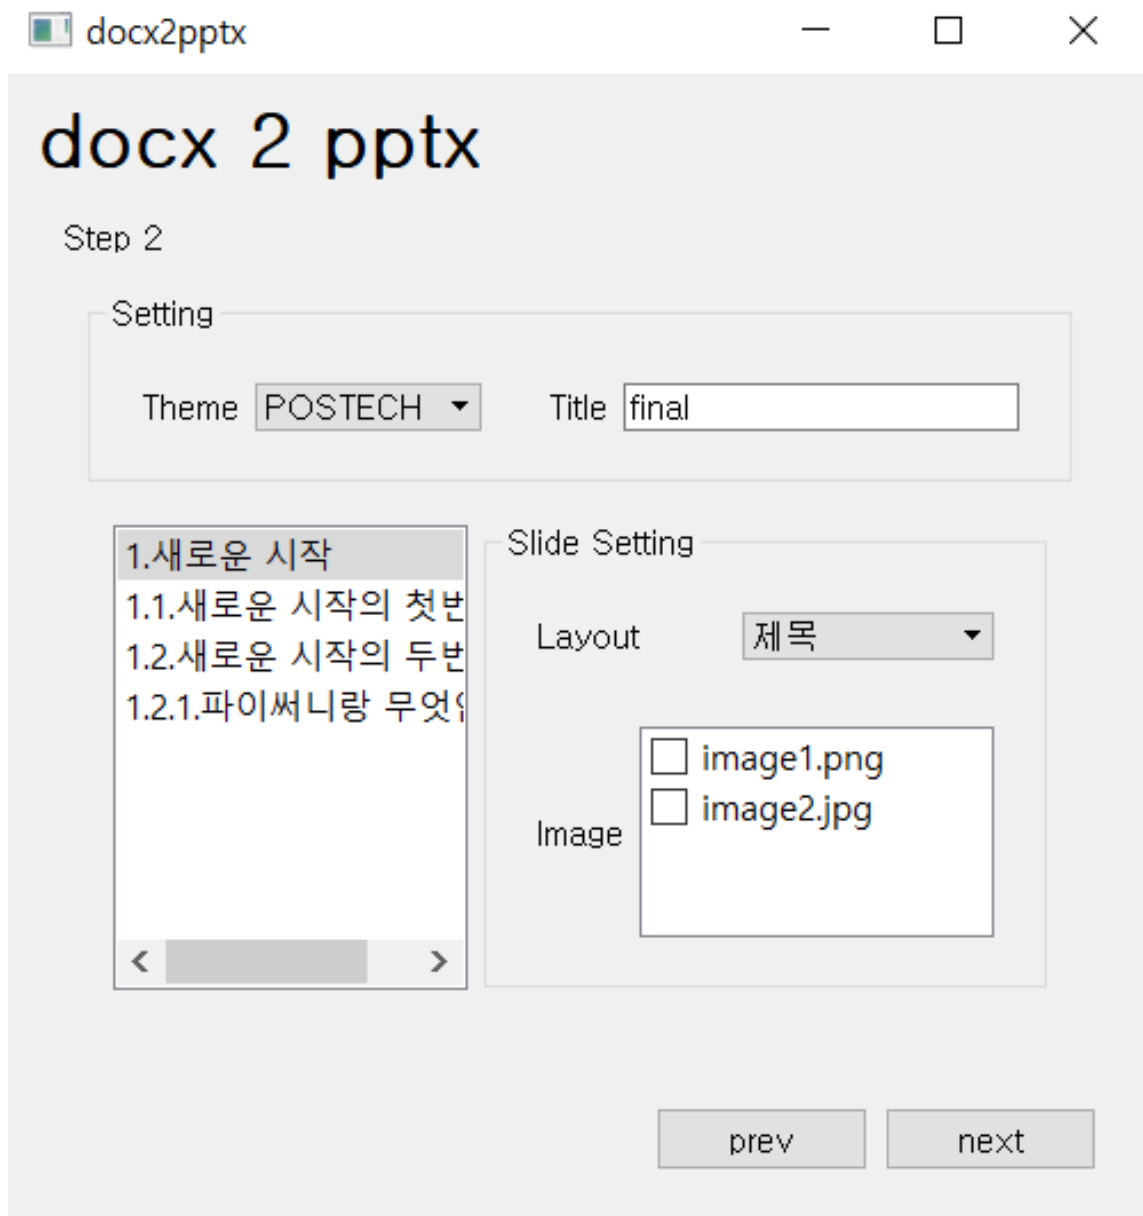 docx2pptx
docx 2 pptx
Step 2
Setting
Theme POSTECH Title final
1.새로운 시작
1.1.새로운 시작의 첫번
1.2.새로운 시작의 두번
1.2.1.파이써니랑
Slide Setting
Layout 제목
Image
image1.png
image2.jpg
prev next